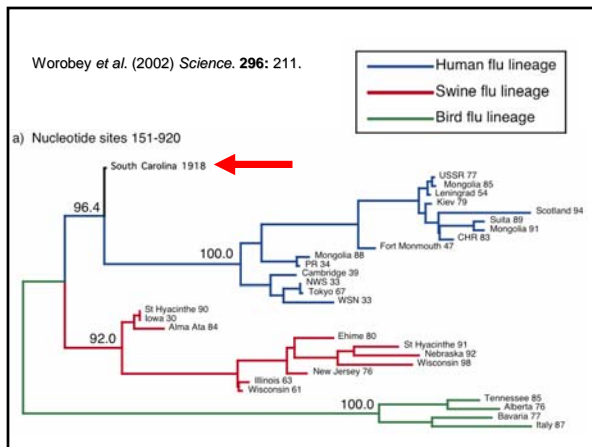 Worobey et al. (2002) Science. 296: 211.
Human flu lineage
Swine flu lineage
Bird flu lineage
a) Nucleotide sites 151-920
South Carolina 1918
96.4
USSR 77
Mongolia 85
Leningrad 54
Kiev 79
Scotland 94
Suita 89
Mongolia 91
CHR 83
Fort Monmouth 47
100.0
Mongolia 88
PR 34
Cambridge 39
NWS 33
Tokyo 67
WSN 33
St Hyacinthe 90
Iowa 30
Alma Ata 84
92.0
Ehime 80
St Hyacinthe 91
Nebraska 92
Wisconsin 98
New Jersey 76
Illinois 63
Wisconsin 61
100.0
Tennessee 85
Alberta 76
Bavaria 77
Italy 87